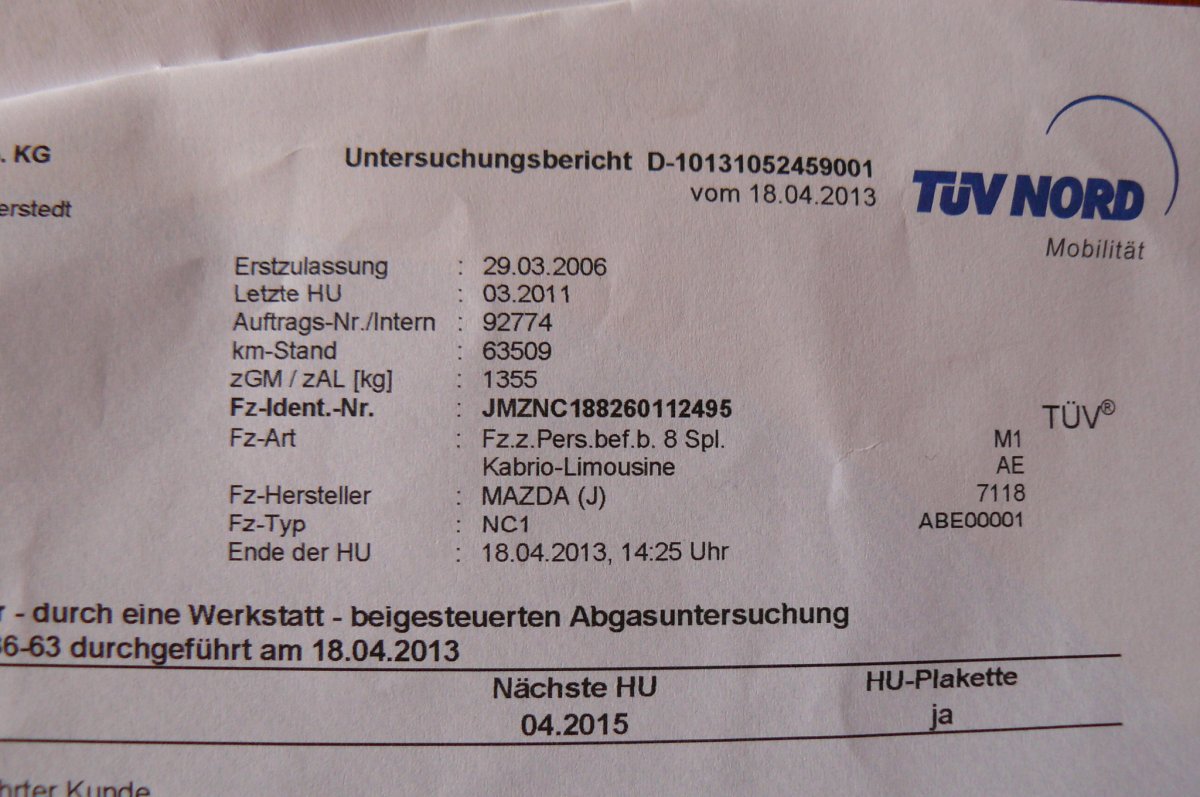 . KG
Untersuchungsbericht D-10131052459001
vom 18.04.2013
TÜV NORD
Mobilität
erstedt
Erstzulassung : 29.03.2006
Letzte HU : 03.2011
Auftrags-Nr./Intern : 92774
km-Stand : 63509
zGM / zAL [kg] : 1355
Fz-Ident.-Nr. : JMZNC188260112495
TÜV®
Fz-Art : Fz.z.Pers.bef.b. 8 Spl. M1
Kabrio-Limousine AE
Fz-Hersteller : MAZDA (J) 7118
Fz-Typ : NC1 ABE00001
Ende der HU : 18.04.2013, 14:25 Uhr
r - durch eine Werkstatt - beigesteuerten Abgasuntersuchung
36-63 durchgeführt am 18.04.2013
Nächste HU HU-Plakette
04.2015 ja
hrter Kunde